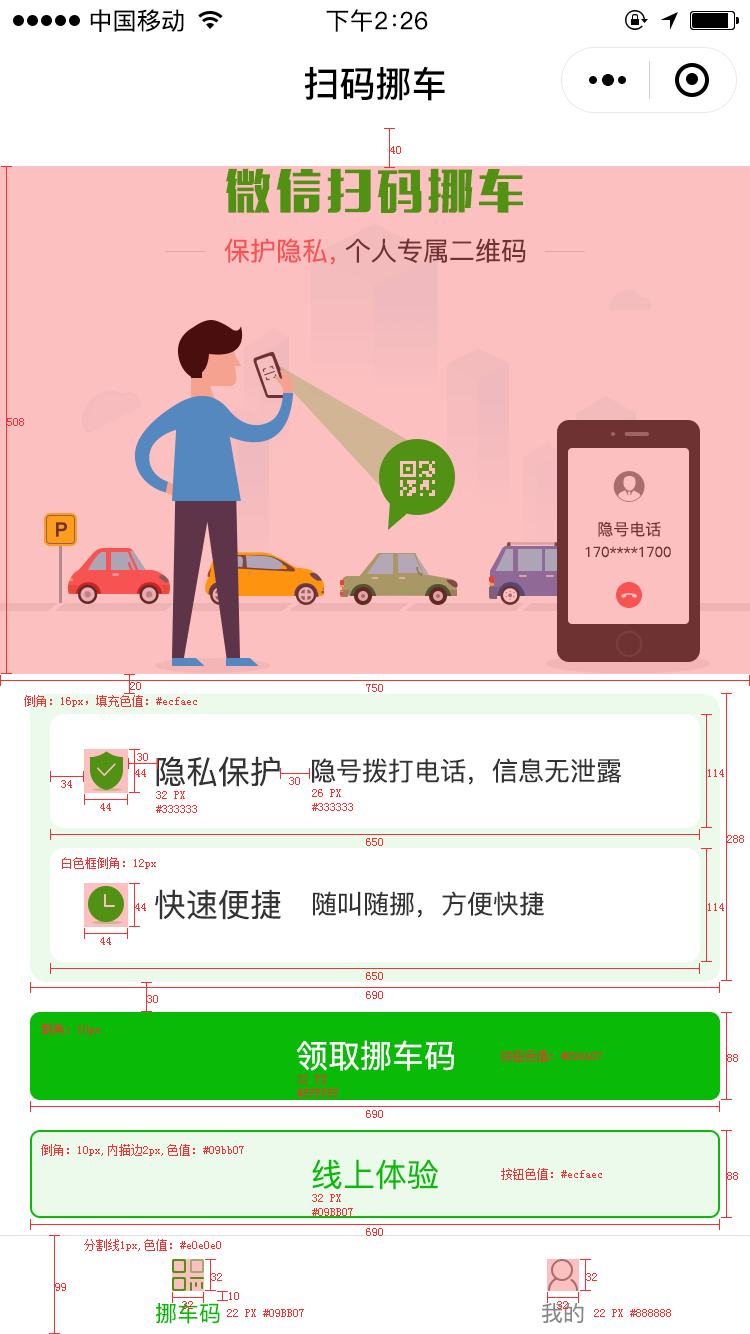 中国移动 下午2:26
扫码挪车
40
微信扫码挪车
保护隐私，个人专属二维码
508
P
隐号电话
170****1700
20
750
倒角：16px，填充色值：#ecfaec
隐私保护 隐号拨打电话，信息无泄露
30
44
34
30
44
32 PX
#333333
26 PX
#333333
114
650
288
白色框倒角：12px
快速便捷 随叫随挪，方便快捷
44
44
114
650
690
30
领取挪车码
88
690
倒角：10px,内描边2px,色值：#09bb07
线上体验
按钮色值：#ecfaec
32 PX
#09BB07
88
690
分割线1px,色值：#e0e0e0
99
32
32
10
32
32
挪车码 22 PX #09BB07
我的 22 PX #888888